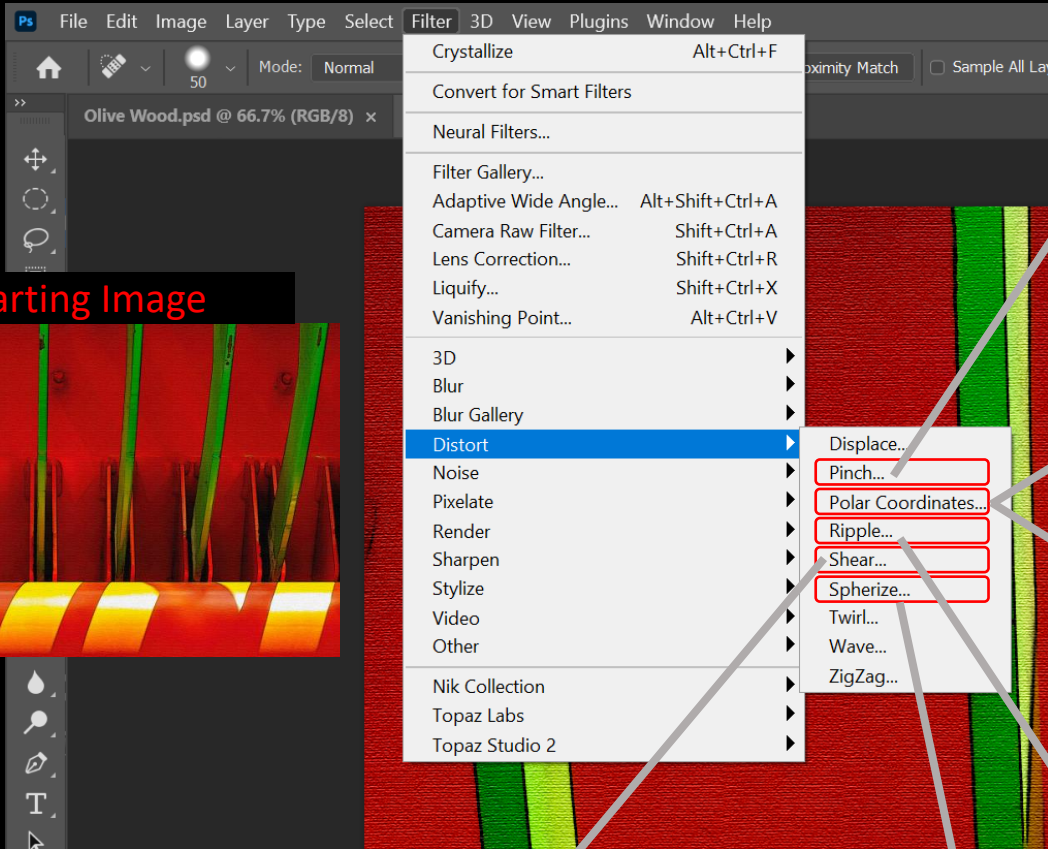 Ps File Edit Image Layer Type Select Filter 3D View Plugins Window Help
50 Mode: Normal
oximity Match Sample All Lay
Olive Wood.psd @ 66.7% (RGB/8) ×
Crystallize Alt+Ctrl+F
Convert for Smart Filters
Neural Filters...
Filter Gallery...
Adaptive Wide Angle... Alt+Shift+Ctrl+A
Camera Raw Filter... Shift+Ctrl+A
Lens Correction... Shift+Ctrl+R
Liquify... Shift+Ctrl+X
Vanishing Point... Alt+Ctrl+V
3D
Blur
Blur Gallery
Distort
Noise
Pixelate
Render
Sharpen
Stylize
Video
Other
Nik Collection
Topaz Labs
Topaz Studio 2
Displace...
Pinch...
Polar Coordinates...
Ripple...
Shear...
Spherize...
Twirl...
Wave...
ZigZag...
arting Image
T